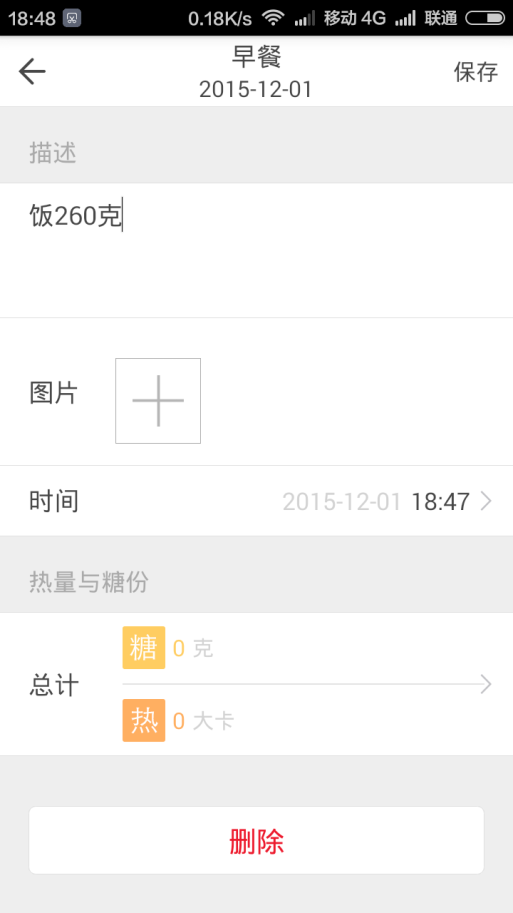 18:48 0.18K/s 移动 4G 联通
早餐
2015-12-01
保存
描述
饭260克
图片
时间 2015-12-01 18:47
热量与糖份
糖 0 克
总计
热 0 大卡
删除